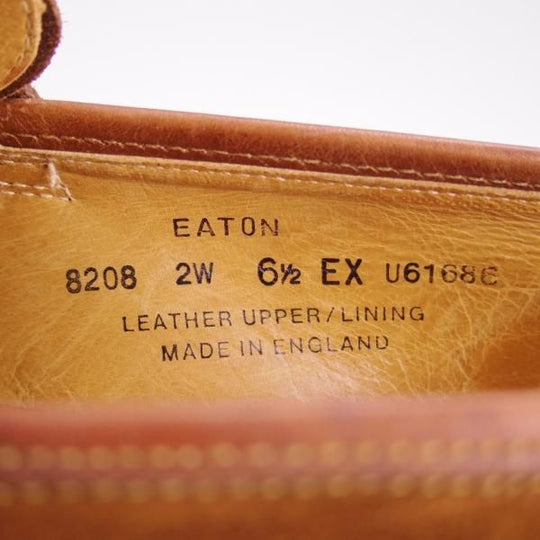 EATON
8208 2W 6½ EX U61686
LEATHER UPPER/LINING
MADE IN ENGLAND